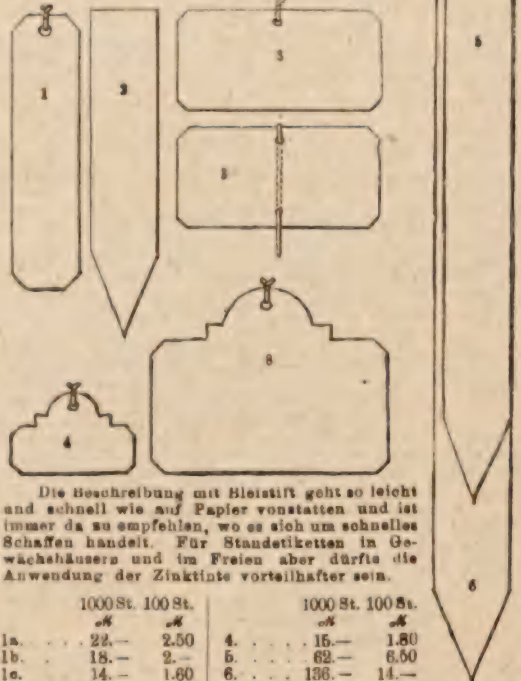 1
2
3
5
3
8
4
6
Die Beschreibung mit Bleistift geht so leicht
und schnell wie auf Papier vonstatten und ist
immer da zu empfehlen, wo es sich um schnelles
Schaffen handelt. Für Standetiketten in Ge-
wächshäusern und im Freien aber dürfte die
Anwendung der Zinktinte vorteilhafter sein.
1000 St. 100 St. 1000 St. 100 St.
ℳ ℳ ℳ ℳ
1a. . . . 22.— 2.50 4. . . . . 15.— 1.80
1b. . . . 18.— 2.— 5. . . . . 62.— 6.50
1c. . . . 14.— 1.60 6. . . . . 136.— 14.—